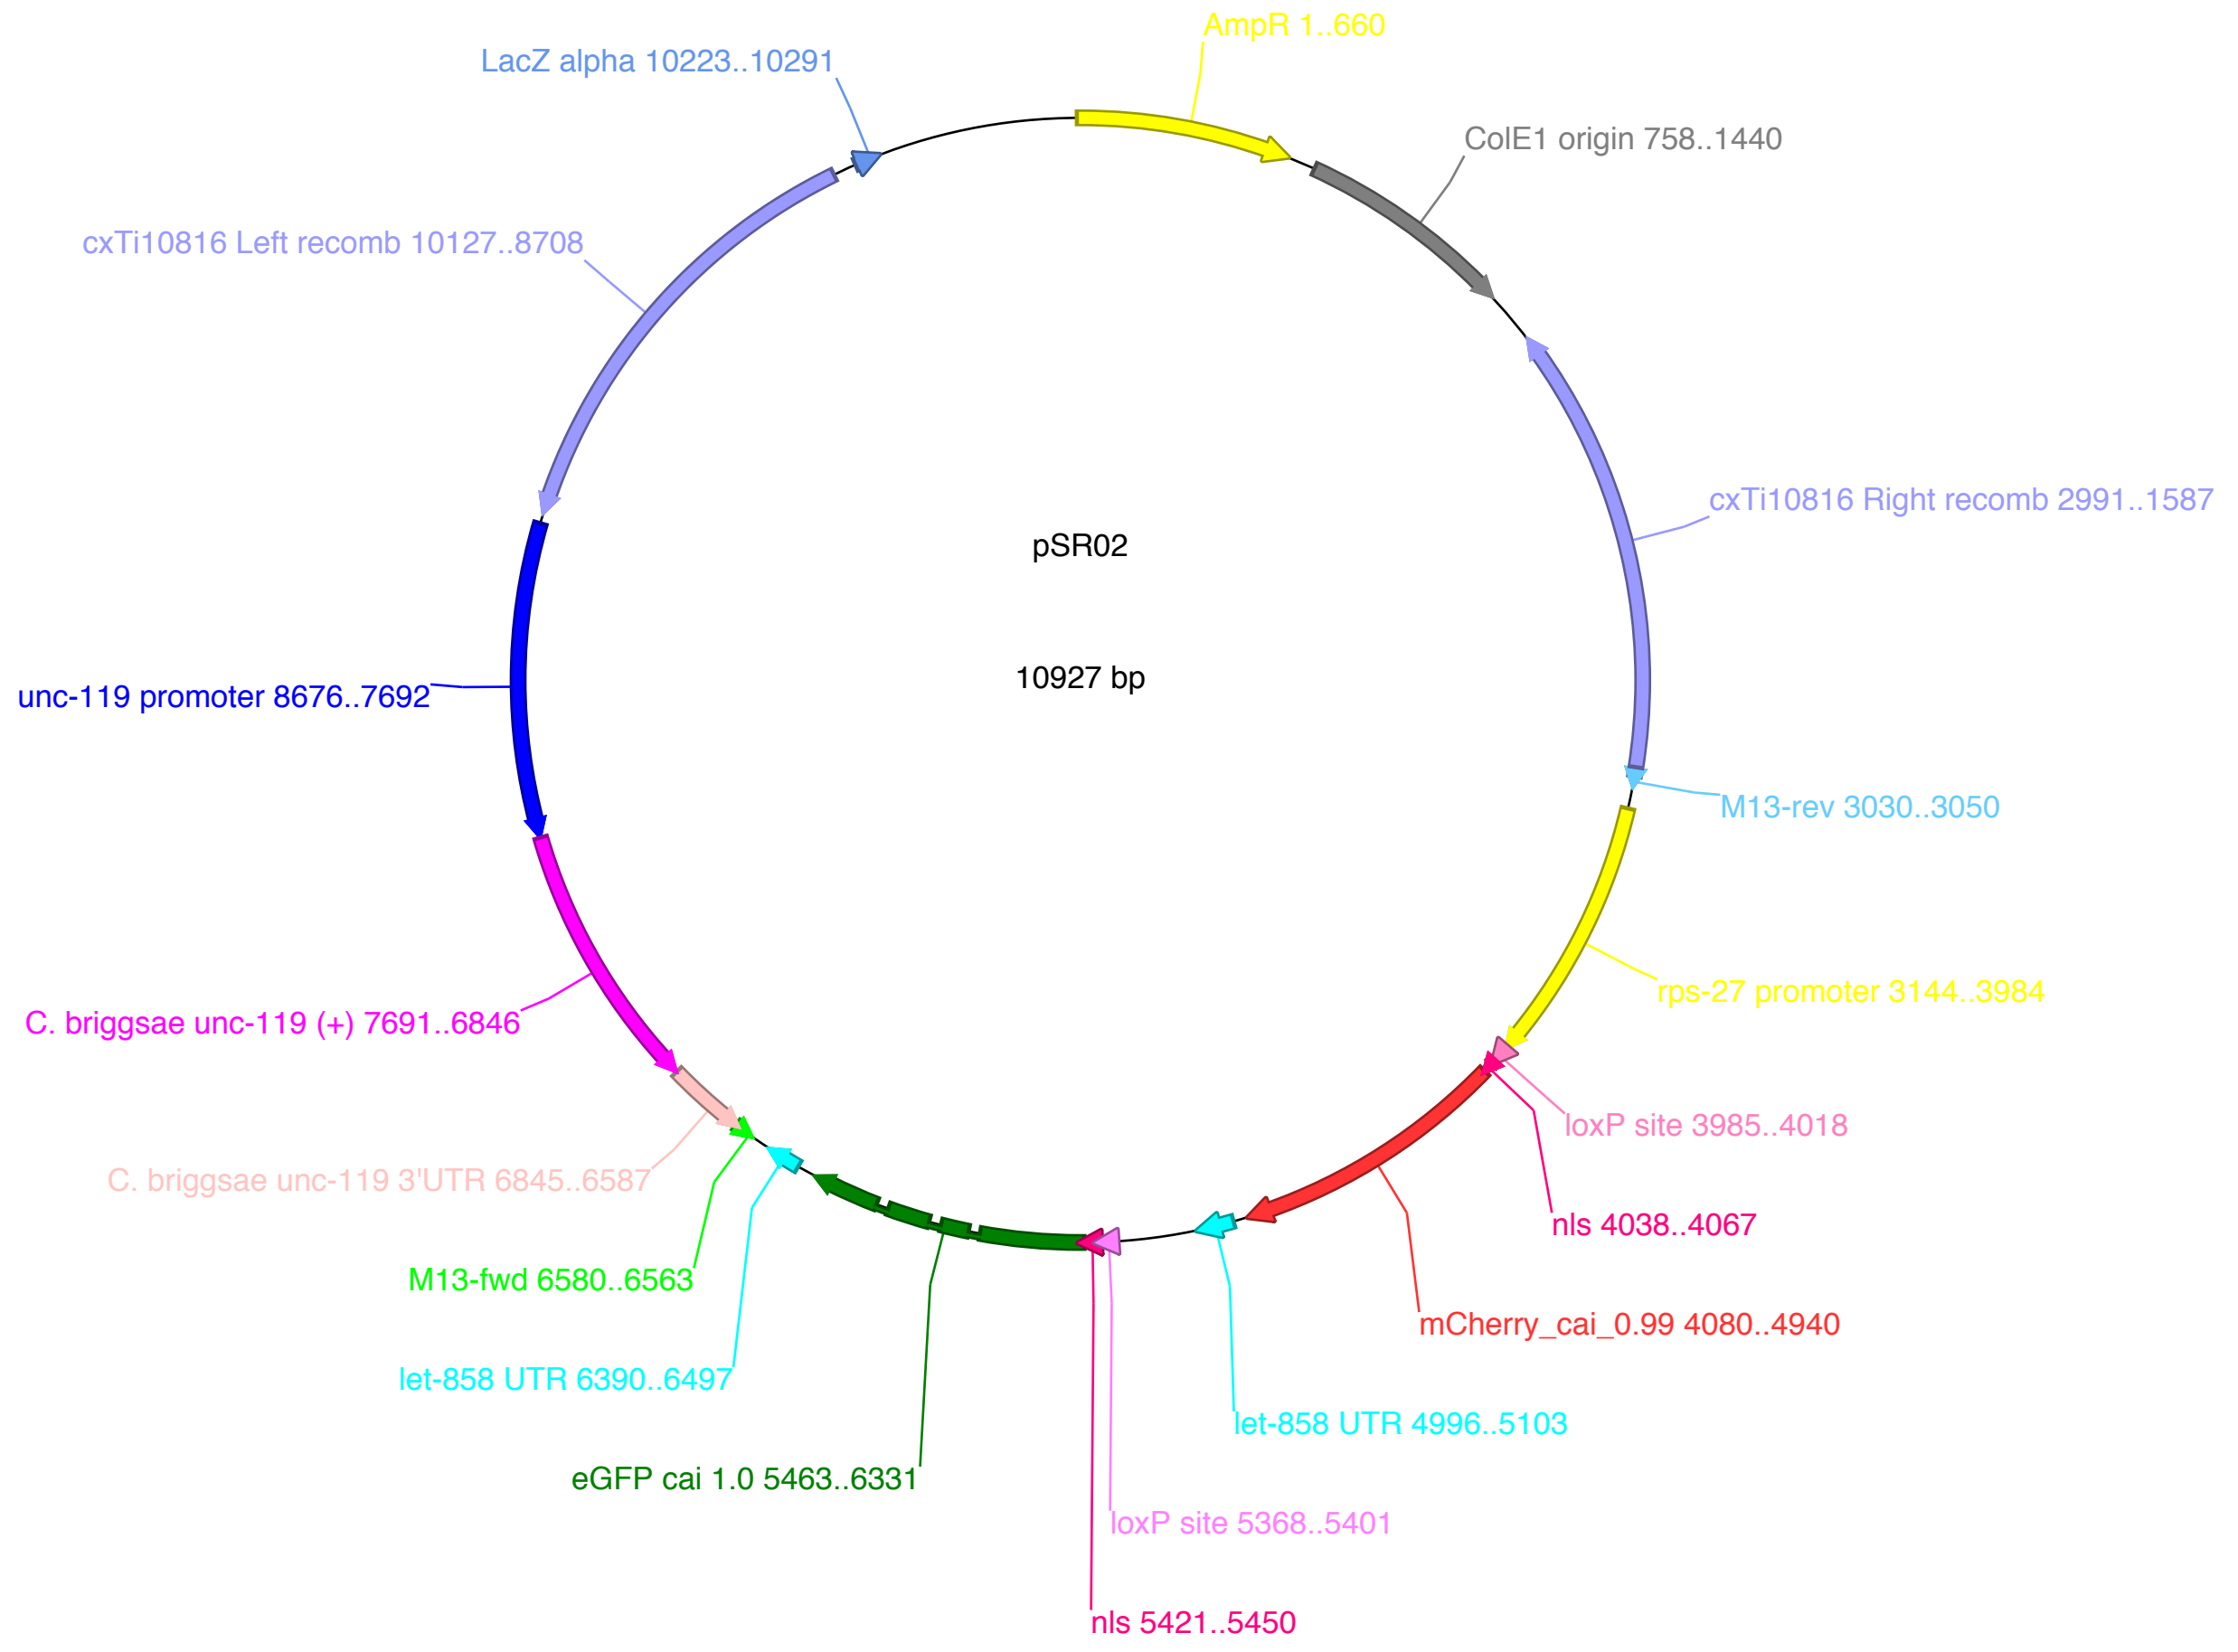 AmpR 1..660
LacZ alpha 10223..10291
ColE1 origin 758..1440
cxTi10816 Left recomb 10127..8708
cxTi10816 Right recomb 2991..1587
pSR02
10927 bp
unc-119 promoter 8676..7692
M13-rev 3030..3050
rps-27 promoter 3144..3984
C. briggsae unc-119 (+) 7691..6846
loxP site 3985..4018
C. briggsae unc-119 3'UTR 6845..6587
nls 4038..4067
M13-fwd 6580..6563
mCherry_cai_0.99 4080..4940
let-858 UTR 6390..6497
let-858 UTR 4996..5103
eGFP cai 1.0 5463..6331
loxP site 5368..5401
nls 5421..5450